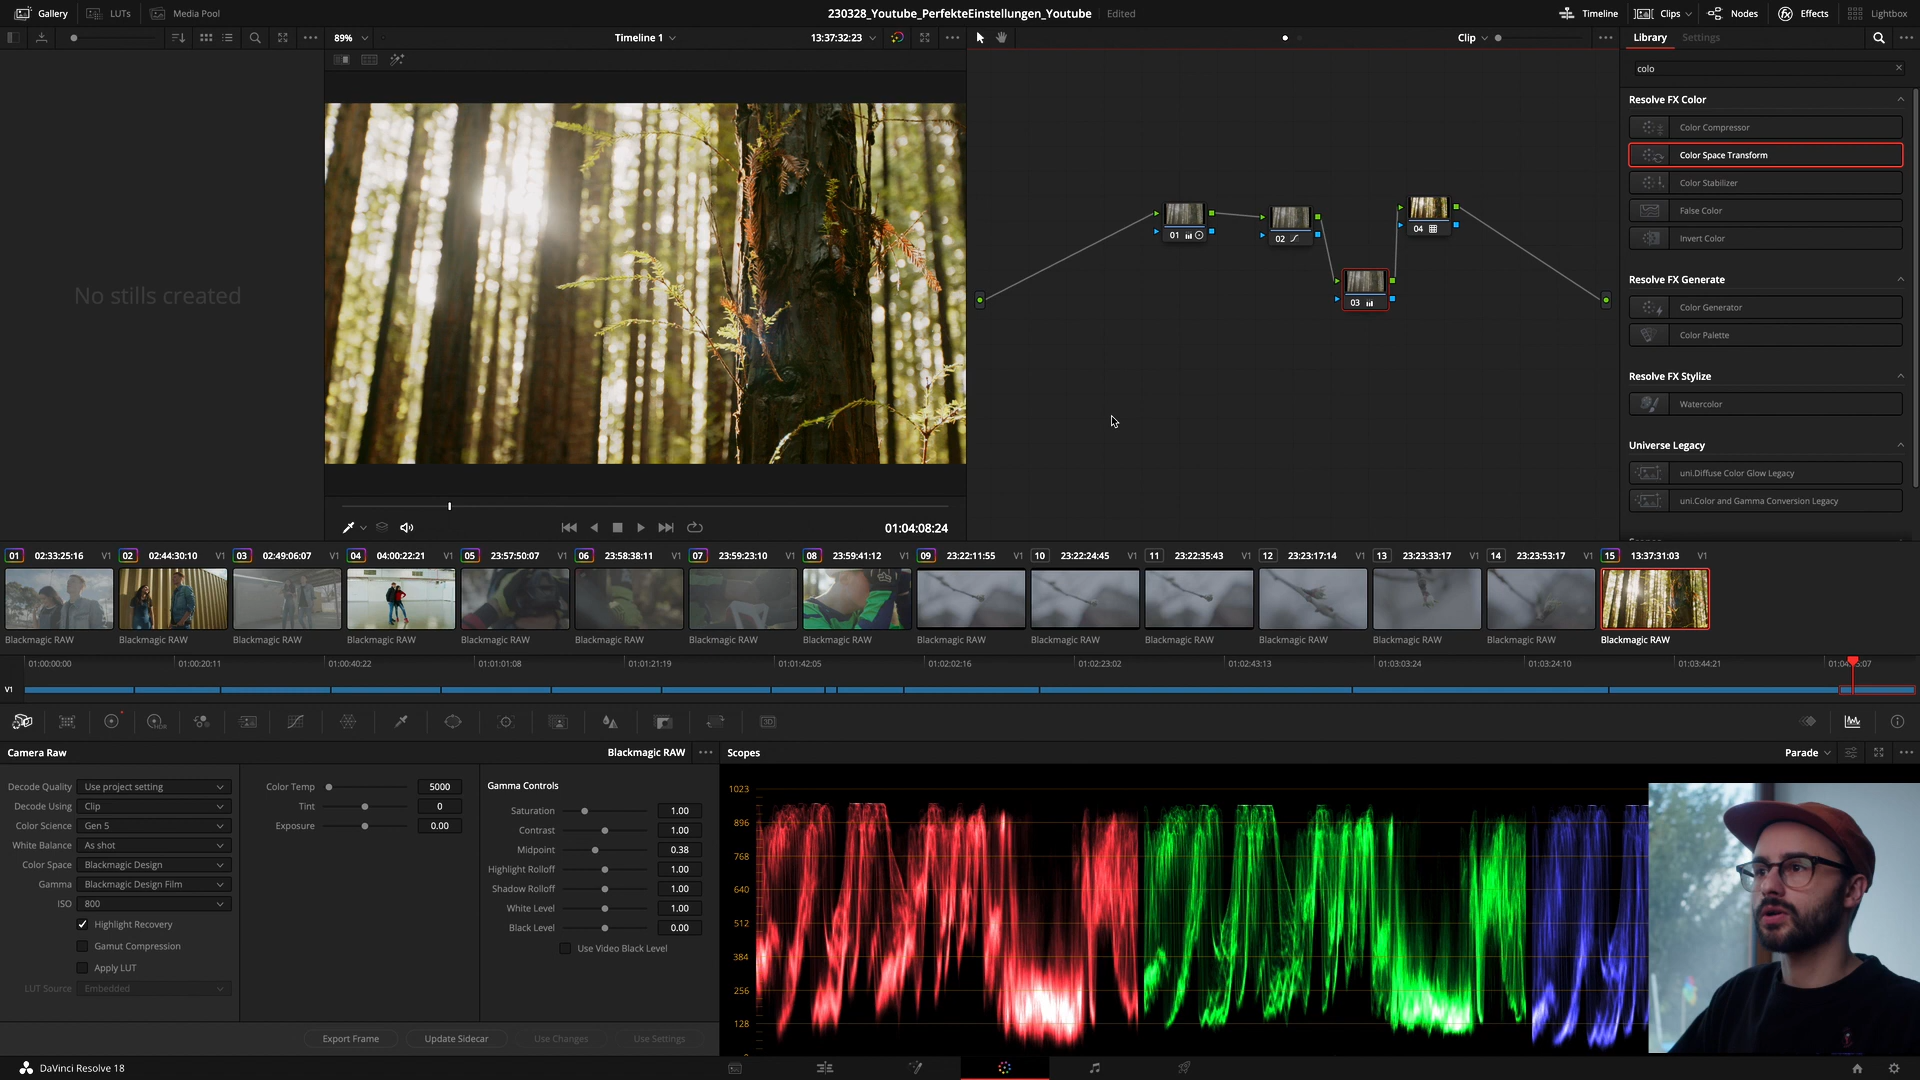 Gallery LUTs Media Pool 230328_Youtube_PerfekteEinstellungen_Youtube Edited Timeline Clips Nodes Effects Lightbox
89% Timeline 1 13:37:32:23 Clip Library Settings
colo
Resolve FX Color
Color Compressor
Color Space Transform
Color Stabilizer
False Color
Invert Color
Resolve FX Generate
Color Generator
Color Palette
Resolve FX Stylize
Watercolor
Universe Legacy
uni.Diffuse Color Glow Legacy
uni.Color and Gamma Conversion Legacy
No stills created
01
02
03
04
01:04:08:24
01 02:33:25:16 V1 02 02:44:30:10 V1 03 02:49:06:07 V1 04 04:00:22:21 V1 05 23:57:50:07 V1 06 23:58:38:11 V1 07 23:59:23:10 V1 08 23:59:41:12 V1 09 23:22:11:55 V1 10 23:22:24:45 V1 11 23:22:35:43 V1 12 23:23:17:14 V1 13 23:23:33:17 V1 14 23:23:53:17 V1 15 13:37:31:03 V1
Blackmagic RAW Blackmagic RAW Blackmagic RAW Blackmagic RAW Blackmagic RAW Blackmagic RAW Blackmagic RAW Blackmagic RAW Blackmagic RAW Blackmagic RAW Blackmagic RAW Blackmagic RAW Blackmagic RAW Blackmagic RAW Blackmagic RAW
01:00:00:00 01:00:20:11 01:00:40:22 01:01:01:08 01:01:21:19 01:01:42:05 01:02:02:16 01:02:23:02 01:02:43:13 01:03:03:24 01:03:24:10 01:03:44:21
V1
HDR
3D
Camera Raw Blackmagic RAW
Decode Quality Use project setting
Decode Using Clip
Color Science Gen 5
White Balance As shot
Color Space Blackmagic Design
Gamma Blackmagic Design Film
ISO 800
Highlight Recovery
Gamut Compression
Apply LUT
LUT Source Embedded
Color Temp 5000
Tint 0
Exposure 0.00
Gamma Controls
Saturation 1.00
Contrast 1.00
Midpoint 0.38
Highlight Rolloff 1.00
Shadow Rolloff 1.00
White Level 1.00
Black Level 0.00
Use Video Black Level
Export Frame Update Sidecar Use Changes Use Settings
Scopes Parade
1023
896
768
640
512
384
256
128
DaVinci Resolve 18